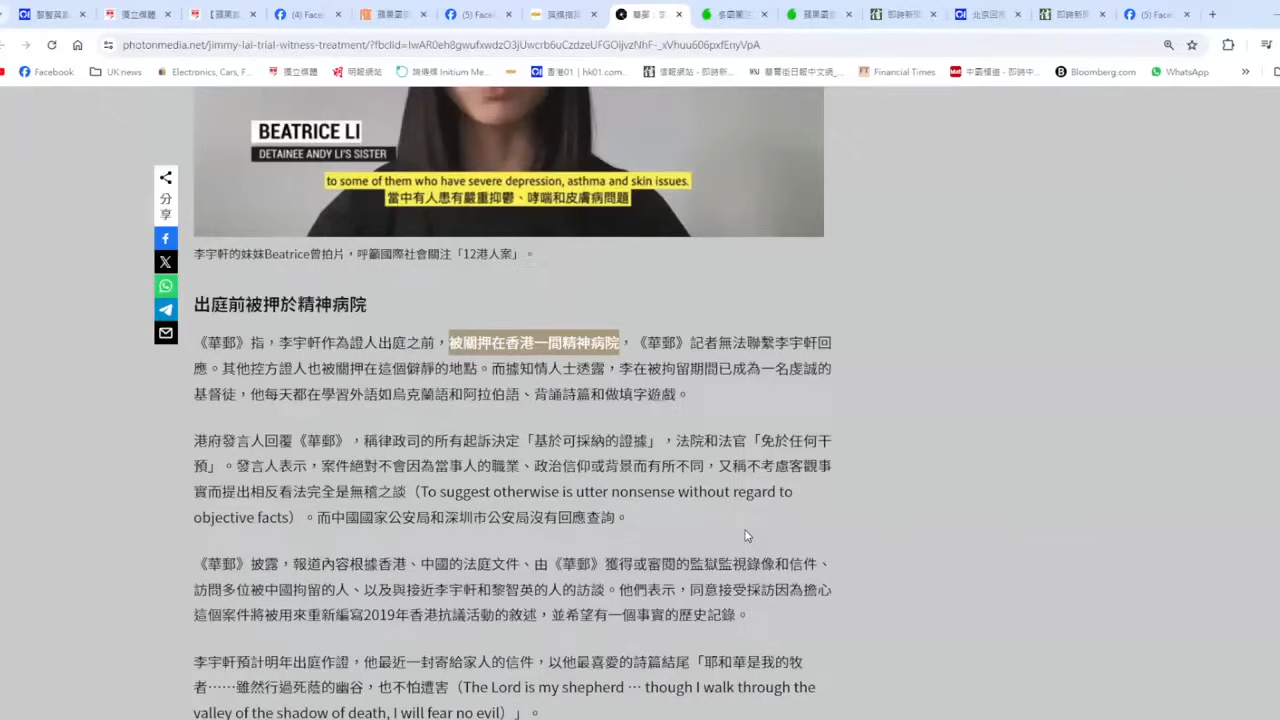 獨立媒體
photonmedia.net/jimmy-lai-trial-witness-treatment/?fbclid=IwAR0eh8gwufxwdzO3jUwcrb6uCzdzeUFGOijvzNhF-_xVhuu606pxfEnyVpA
Facebook
UK news
Electronics, Cars, F...
獨立媒體
明報網站
端傳媒 Initium Me...
香港01 | hk01.com...
信報網站 - 即時新...
華爾街日報中文網_...
Financial Times
Bloomberg.com
WhatsApp
BEATRICE LI
DETAINEE ANDY LI'S SISTER
to some of them who have severe depression, asthma and skin issues.
當中有人患有嚴重抑鬱、哮喘和皮膚病問題
分
享
李宇軒的妹妹Beatrice曾拍片，呼籲國際社會關注「12港人案」。
出庭前被押於精神病院
《華郵》指，李宇軒作為證人出庭之前，被關押在香港一間精神病院，《華郵》記者無法聯繫李宇軒回
應。其他控方證人也被關押在這個僻靜的地點。而據知情人士透露，李在被拘留期間已成為一名虔誠的
基督徒，他每天都在學習外語如烏克蘭語和阿拉伯語、背誦詩篇和做填字遊戲。
港府發言人回覆《華郵》，稱律政司的所有起訴決定「基於可採納的證據」，法院和法官「免於任何干
預」。發言人表示，案件絕對不會因為當事人的職業、政治信仰或背景而有所不同，又稱不考慮客觀事
實而提出相反看法完全是無稽之談（To suggest otherwise is utter nonsense without regard to
objective facts）。而中國國家公安局和深圳市公安局沒有回應查詢。
《華郵》披露，報道內容根據香港、中國的法庭文件、由《華郵》獲得或審閱的監獄監視錄像和信件、
訪問多位被中國拘留的人、以及與接近李宇軒和黎智英的人的訪談。他們表示，同意接受採訪因為擔心
這個案件將被用來重新編寫2019年香港抗議活動的敘述，並希望有一個事實的歷史記錄。
李宇軒預計明年出庭作證，他最近一封寄給家人的信件，以他最喜愛的詩篇結尾「耶和華是我的牧
者……雖然行過死蔭的幽谷，也不怕遭害（The Lord is my shepherd … though I walk through the
valley of the shadow of death, I will fear no evil）」。